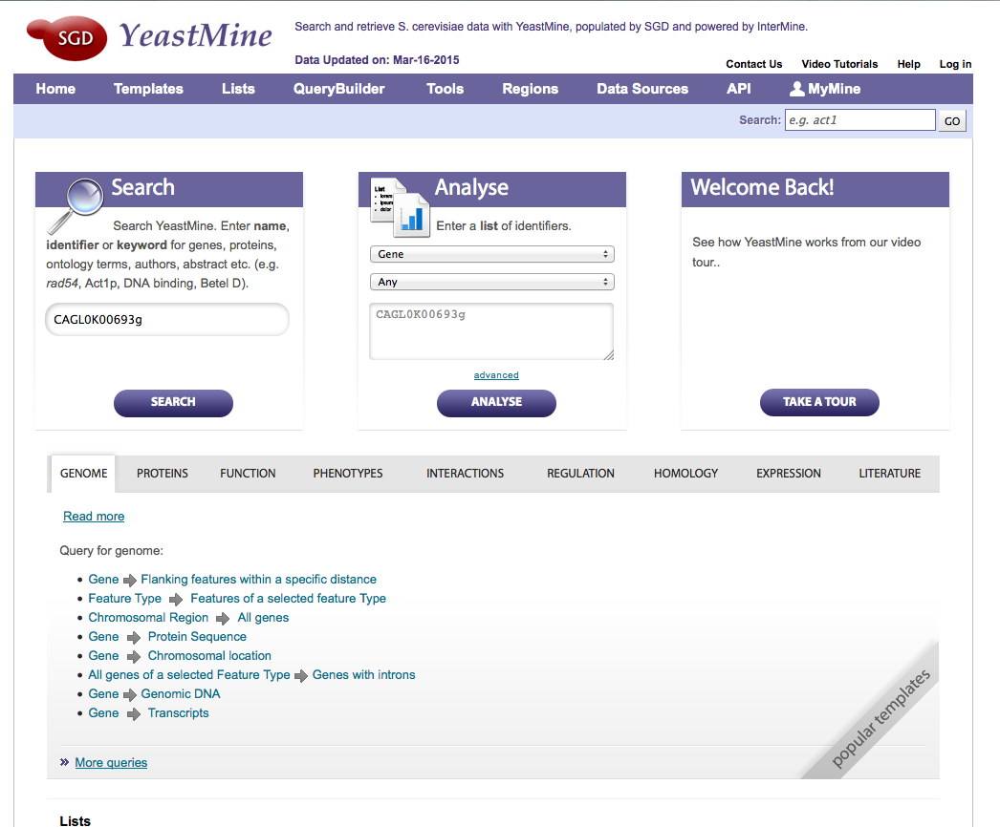 SGD YeastMine
Search and retrieve S. cerevisiae data with YeastMine, populated by SGD and powered by InterMine.
Data Updated on: Mar-16-2015
Contact Us Video Tutorials Help Log in
Home Templates Lists QueryBuilder Tools Regions Data Sources API MyMine
Search: e.g. act1 GO
Search
Search YeastMine. Enter name,
identifier or keyword for genes, proteins,
ontology terms, authors, abstract etc. (e.g.
rad54, Act1p, DNA binding, Betel D).
CAGL0K00693g
SEARCH
List
lorem
ipsum
dolor
Analyse
Enter a list of identifiers.
Gene
Any
CAGL0K00693g
advanced
ANALYSE
Welcome Back!
See how YeastMine works from our video
tour..
TAKE A TOUR
GENOME PROTEINS FUNCTION PHENOTYPES INTERACTIONS REGULATION HOMOLOGY EXPRESSION LITERATURE
Read more
Query for genome:
• Gene ➡ Flanking features within a specific distance
• Feature Type ➡ Features of a selected feature Type
• Chromosomal Region ➡ All genes
• Gene ➡ Protein Sequence
• Gene ➡ Chromosomal location
• All genes of a selected Feature Type ➡ Genes with introns
• Gene ➡ Genomic DNA
• Gene ➡ Transcripts
popular templates
» More queries
Lists